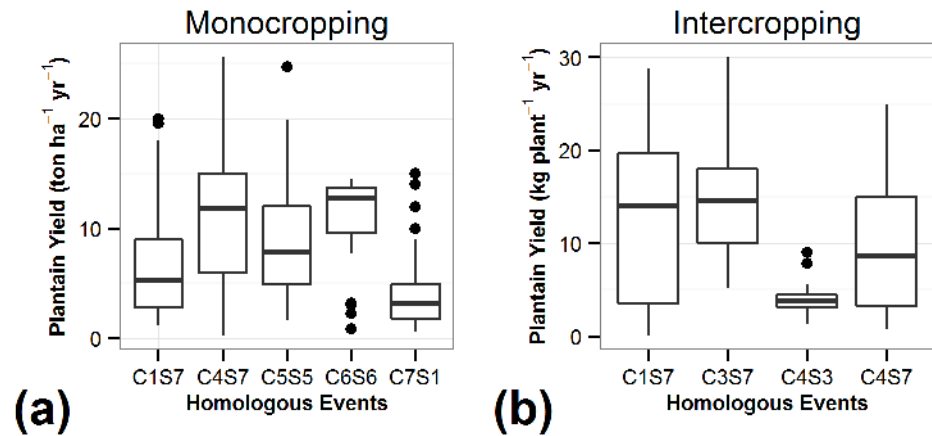 Monocropping
Plantain Yield (ton ha⁻¹ yr⁻¹)
20
10
0
C1S7 C4S7 C5S5 C6S6 C7S1
Homologous Events
(a)
Intercropping
Plantain Yield (kg plant⁻¹ yr⁻¹)
30
20
10
0
C1S7 C3S7 C4S3 C4S7
Homologous Events
(b)